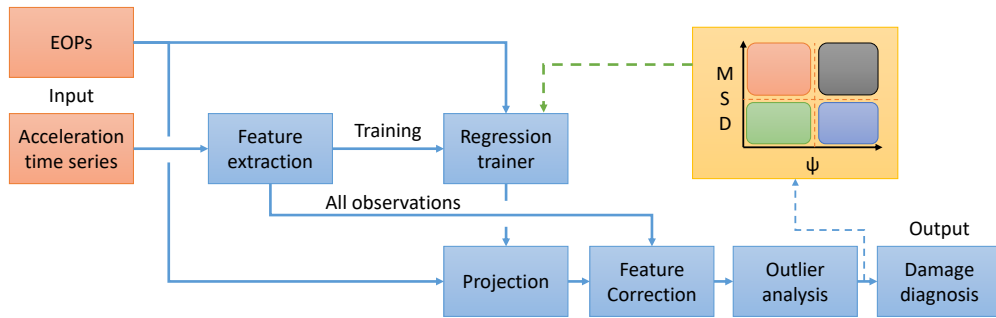 EOPs
Input
Acceleration
time series
Feature
extraction
Training
Regression
trainer
All observations
M
S
D
ψ
Projection
Feature
Correction
Outlier
analysis
Output
Damage
diagnosis